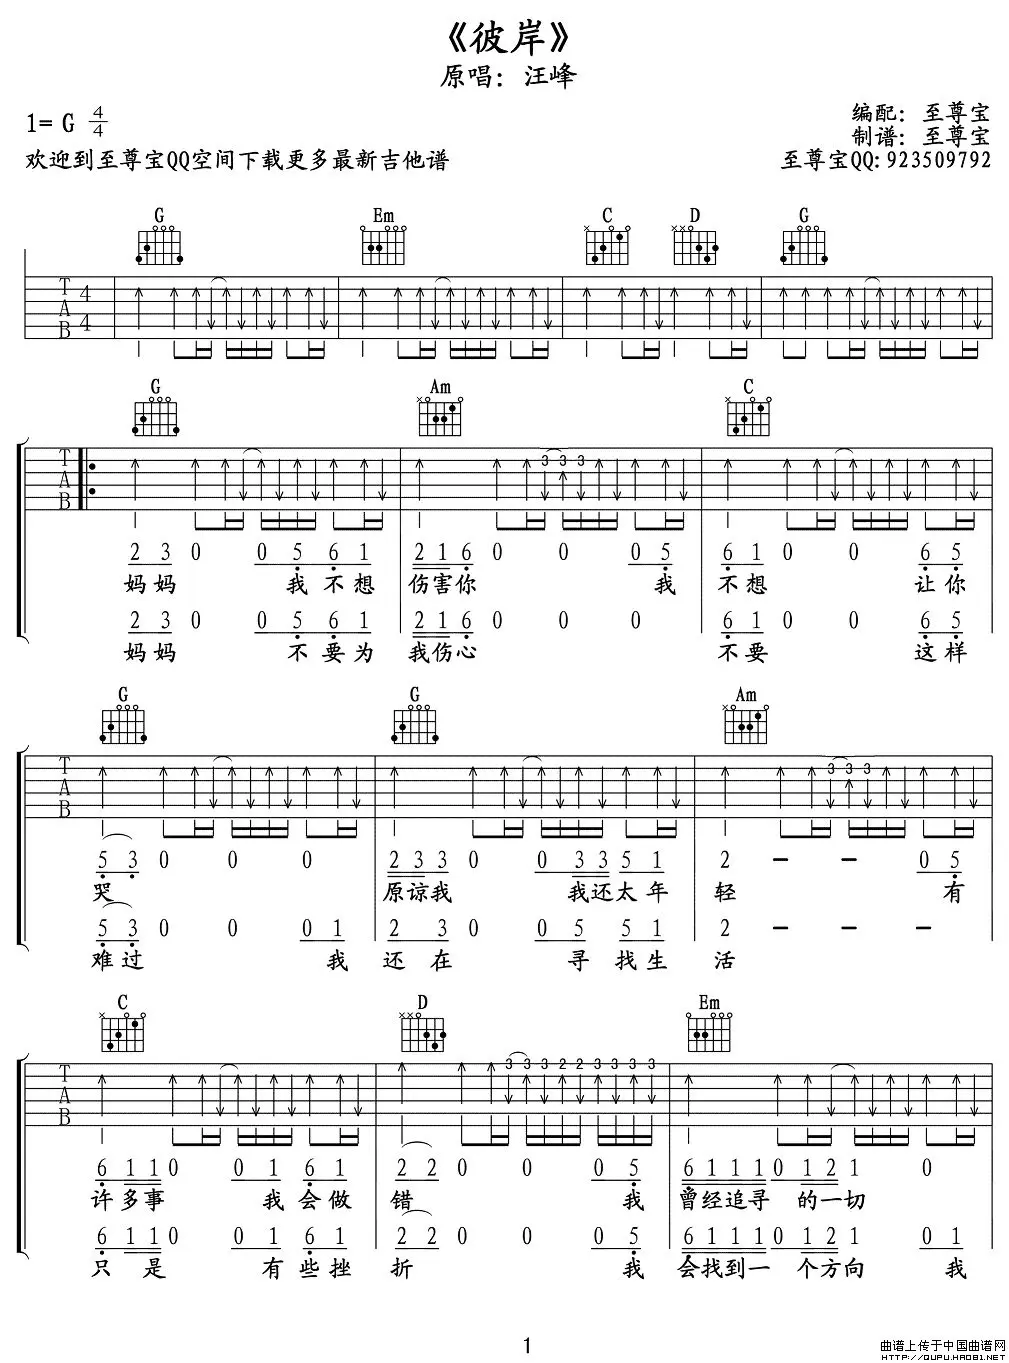 《彼岸》
原唱：汪峰
1= G 4/4
编配：至尊宝
制谱：至尊宝
欢迎到至尊宝QQ空间下载更多最新吉他谱
至尊宝QQ:923509792
G Em C D G
T A B 4 4
G Am C
T A B 3 3 3
2 3 0 0 5 6 1 2 1 6 0 0 0 5 6 1 0 0 6 5
妈妈 我不想 伤害你 我 不想 让你
2 3 0 0 5 6 1 2 1 6 0 0 0 6 1 0 0 6 5
妈妈 不要为 我伤心 不要 这样
G G Am
T A B 3 3 3
5 3 0 0 0 2 3 3 0 0 3 3 5 1 2 - - 0 5
哭 原谅我 我还太年 轻 有
5 3 0 0 0 1 2 3 0 0 5 5 1 2 - - -
难过 我 还在 寻找生 活
C D Em
T A B 3 3 3 2 2 3 3 3
6 1 1 0 0 1 6 1 2 2 0 0 0 5 6 1 1 1 0 1 2 1 0
许多事 我会做 错 我 曾经追寻 的一切
6 1 1 0 0 1 6 1 2 2 0 0 0 5 6 1 1 1 0 1 2 1 0 1
只是 有些挫 折 我 会找到一 个方向 我
1
曲谱上传于中国曲谱网
HTTP://QUPU.HAO81.NET